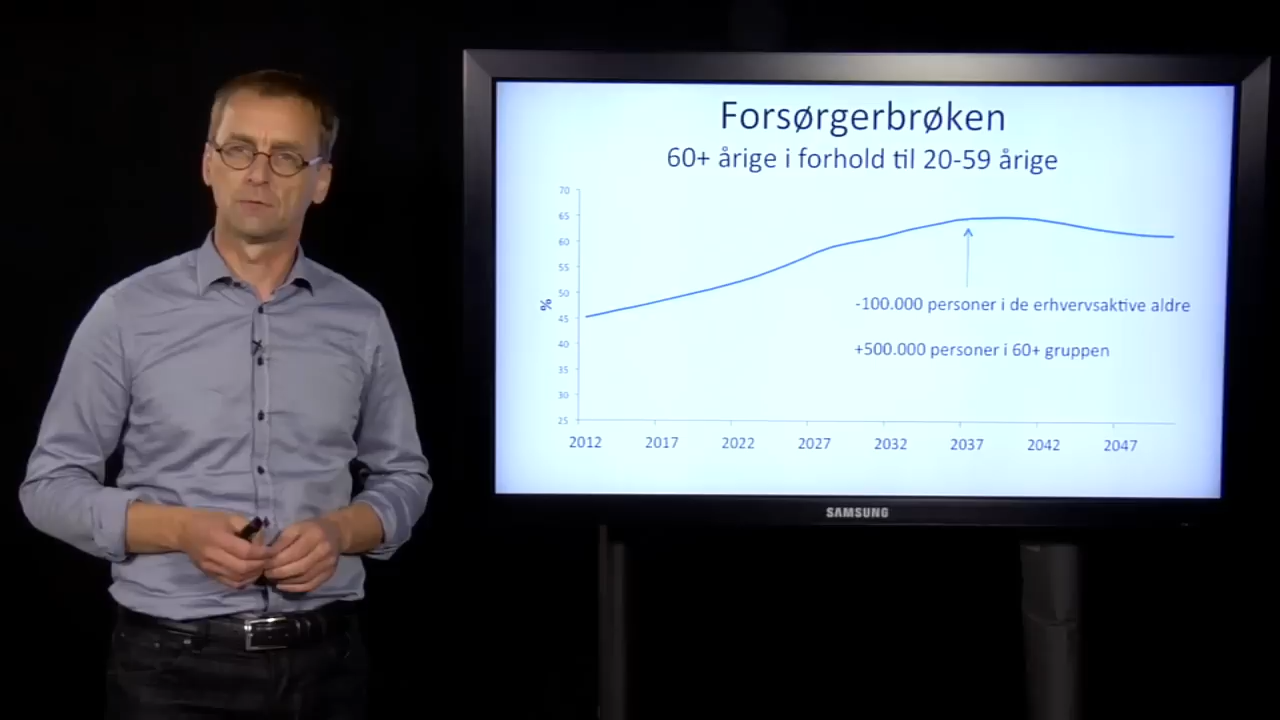 Forsørgerbrøken
60+ årige i forhold til 20-59 årige
70
65
60
55
50
45
40
35
30
25
%
-100.000 personer i de erhvervsaktive aldre
+500.000 personer i 60+ gruppen
2012 2017 2022 2027 2032 2037 2042 2047
SAMSUNG